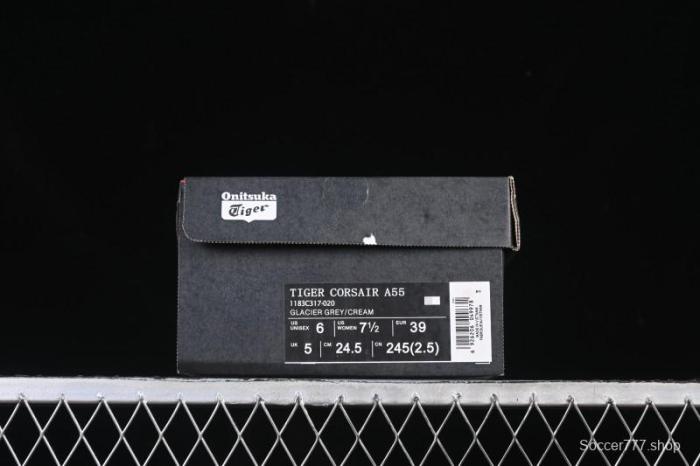 Onitsuka
Tiger
TIGER CORSAIR A55
1183C317-020
GLACIER GREY/CREAM
US UNISEX 6 US WOMEN 7½ EUR 39
UK 5 CM 24.5 CN 245(2.5)
Soccer777.shop